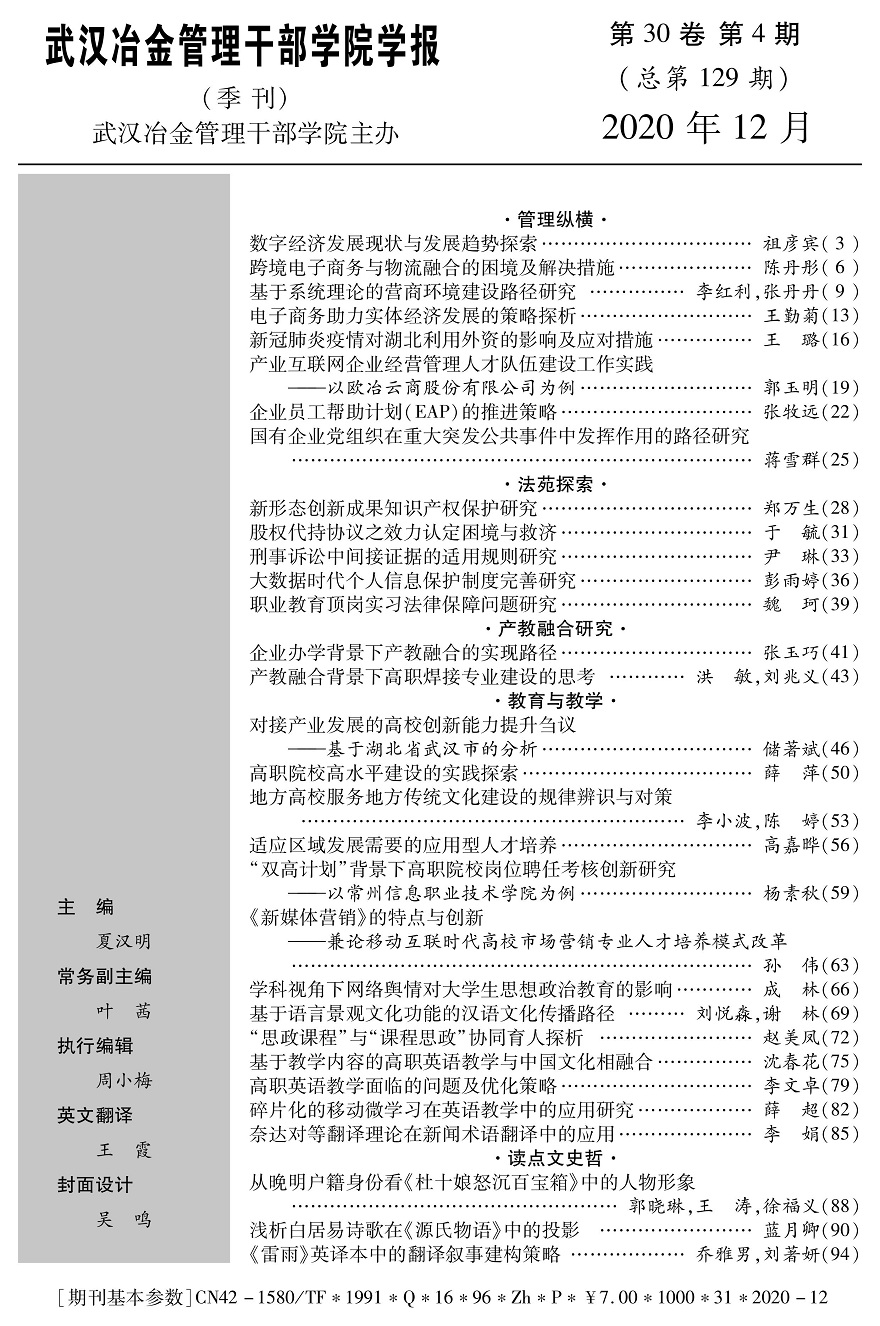 武汉冶金管理干部学院学报
(季 刊)
武汉冶金管理干部学院主办
第 30 卷 第 4 期
(总第 129 期)
2020 年 12 月
·管理纵横·
数字经济发展现状与发展趋势探索…………………………… 祖彦宾( 3 )
跨境电子商务与物流融合的困境及解决措施………………… 陈丹彤( 6 )
基于系统理论的营商环境建设路径研究 …………… 李红利,张丹丹( 9 )
电子商务助力实体经济发展的策略探析……………………… 王勤菊(13)
新冠肺炎疫情对湖北利用外资的影响及应对措施…………… 王　璐(16)
产业互联网企业经营管理人才队伍建设工作实践
——以欧冶云商股份有限公司为例……………………… 郭玉明(19)
企业员工帮助计划(EAP)的推进策略………………………… 张牧远(22)
国有企业党组织在重大突发公共事件中发挥作用的路径研究
……………………………………………………………… 蒋雪群(25)
·法苑探索·
新形态创新成果知识产权保护研究…………………………… 郑万生(28)
股权代持协议之效力认定困境与救济………………………… 于　毓(31)
刑事诉讼中间接证据的适用规则研究………………………… 尹　琳(33)
大数据时代个人信息保护制度完善研究……………………… 彭雨婷(36)
职业教育顶岗实习法律保障问题研究………………………… 魏　珂(39)
·产教融合研究·
企业办学背景下产教融合的实现路径………………………… 张玉巧(41)
产教融合背景下高职焊接专业建设的思考 ………… 洪　敏,刘兆义(43)
·教育与教学·
对接产业发展的高校创新能力提升刍议
——基于湖北省武汉市的分析…………………………… 储著斌(46)
高职院校高水平建设的实践探索……………………………… 薛　萍(50)
地方高校服务地方传统文化建设的规律辨识与对策
…………………………………………………… 李小波,陈　婷(53)
适应区域发展需要的应用型人才培养………………………… 高嘉晔(56)
“双高计划”背景下高职院校岗位聘任考核创新研究
——以常州信息职业技术学院为例……………………… 杨素秋(59)
《新媒体营销》的特点与创新
——兼论移动互联时代高校市场营销专业人才培养模式改革
……………………………………………………………… 孙　伟(63)
学科视角下网络舆情对大学生思想政治教育的影响………… 成　林(66)
基于语言景观文化功能的汉语文化传播路径 ……… 刘悦淼,谢　林(69)
“思政课程”与“课程思政”协同育人探析 …………………… 赵美凤(72)
基于教学内容的高职英语教学与中国文化相融合…………… 沈春花(75)
高职英语教学面临的问题及优化策略………………………… 李文卓(79)
碎片化的移动微学习在英语教学中的应用研究……………… 薛　超(82)
奈达对等翻译理论在新闻术语翻译中的应用………………… 李　娟(85)
·读点文史哲·
从晚明户籍身份看《杜十娘怒沉百宝箱》中的人物形象
…………………………………………… 郭晓琳,王　涛,徐福义(88)
浅析白居易诗歌在《源氏物语》中的投影 …………………… 蓝月卿(90)
《雷雨》英译本中的翻译叙事建构策略 ……………… 乔雅男,刘著妍(94)
主　编
夏汉明
常务副主编
叶　茜
执行编辑
周小梅
英文翻译
王　霞
封面设计
吴　鸣
[期刊基本参数]CN42－1580/TF＊1991＊Q＊16＊96＊Zh＊P＊￥7.00＊1000＊31＊2020－12